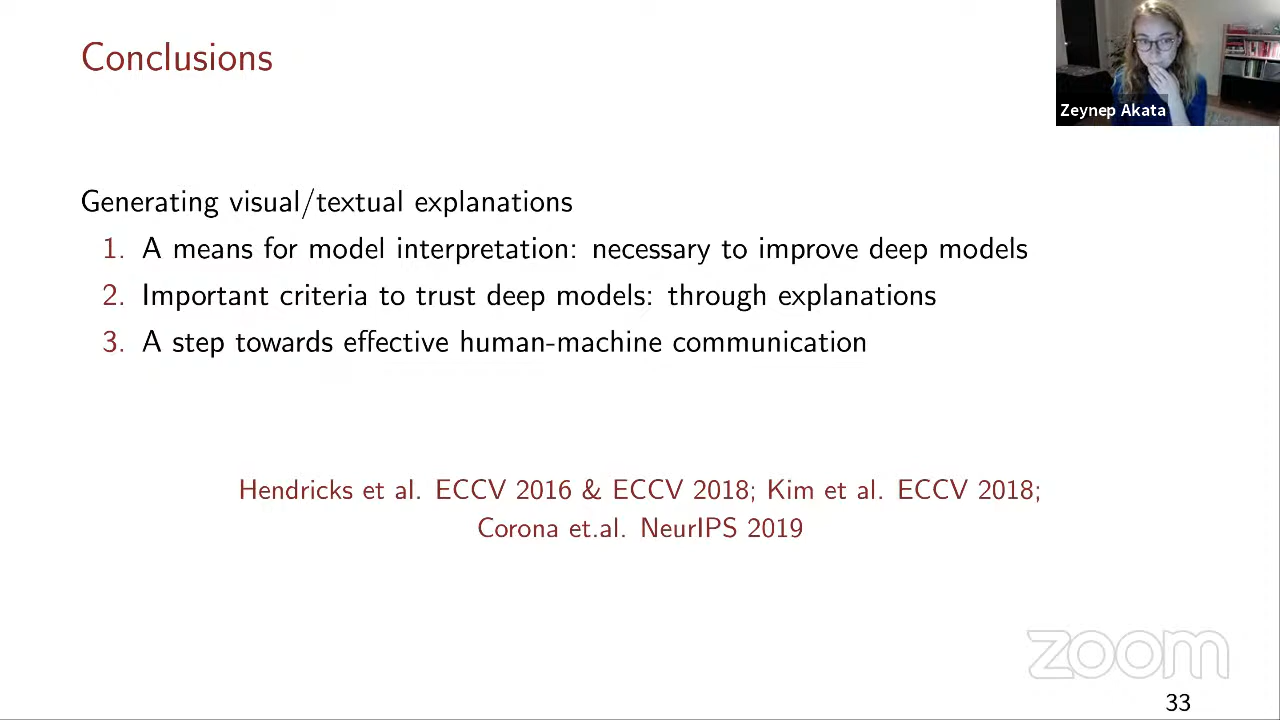 Conclusions
Zeynep Akata
Generating visual/textual explanations
1. A means for model interpretation: necessary to improve deep models
2. Important criteria to trust deep models: through explanations
3. A step towards effective human-machine communication
Hendricks et al. ECCV 2016 & ECCV 2018; Kim et al. ECCV 2018;
Corona et.al. NeurIPS 2019
zoom
33